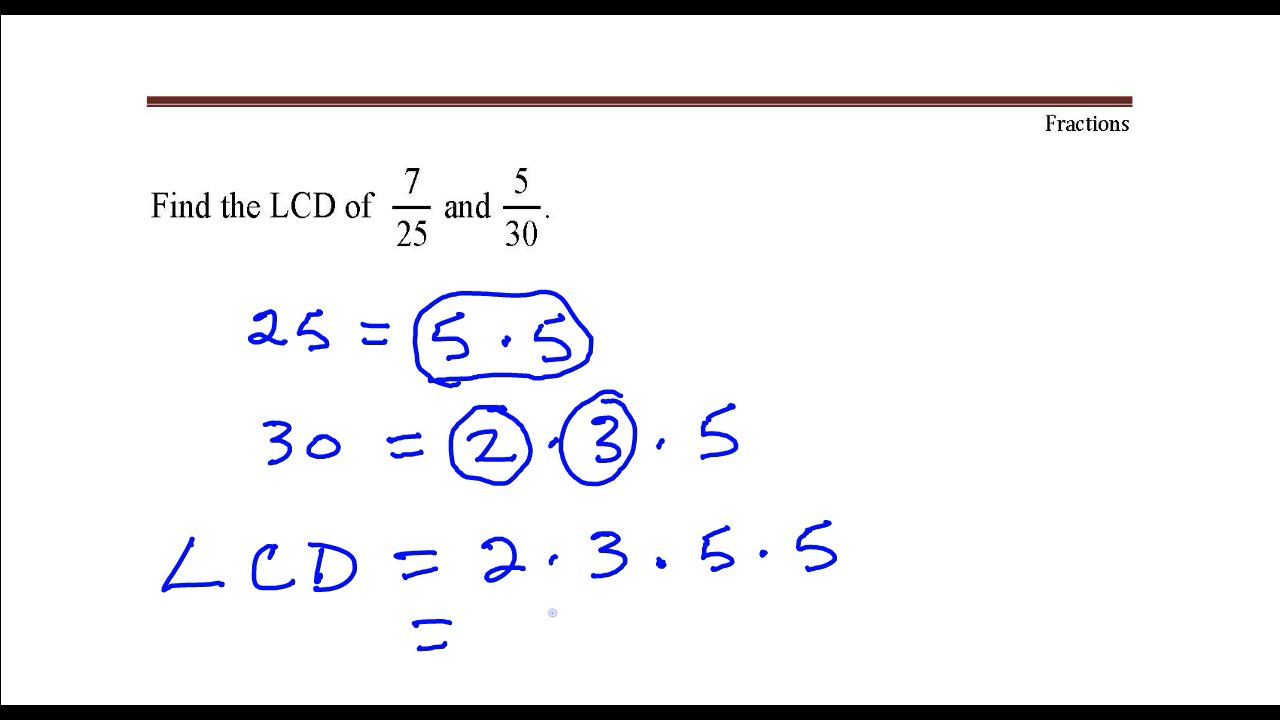 Fractions
Find the LCD of 7/25 and 5/30.
25 = 5 · 5
30 = 2 · 3 · 5
LCD = 2 · 3 · 5 · 5
=